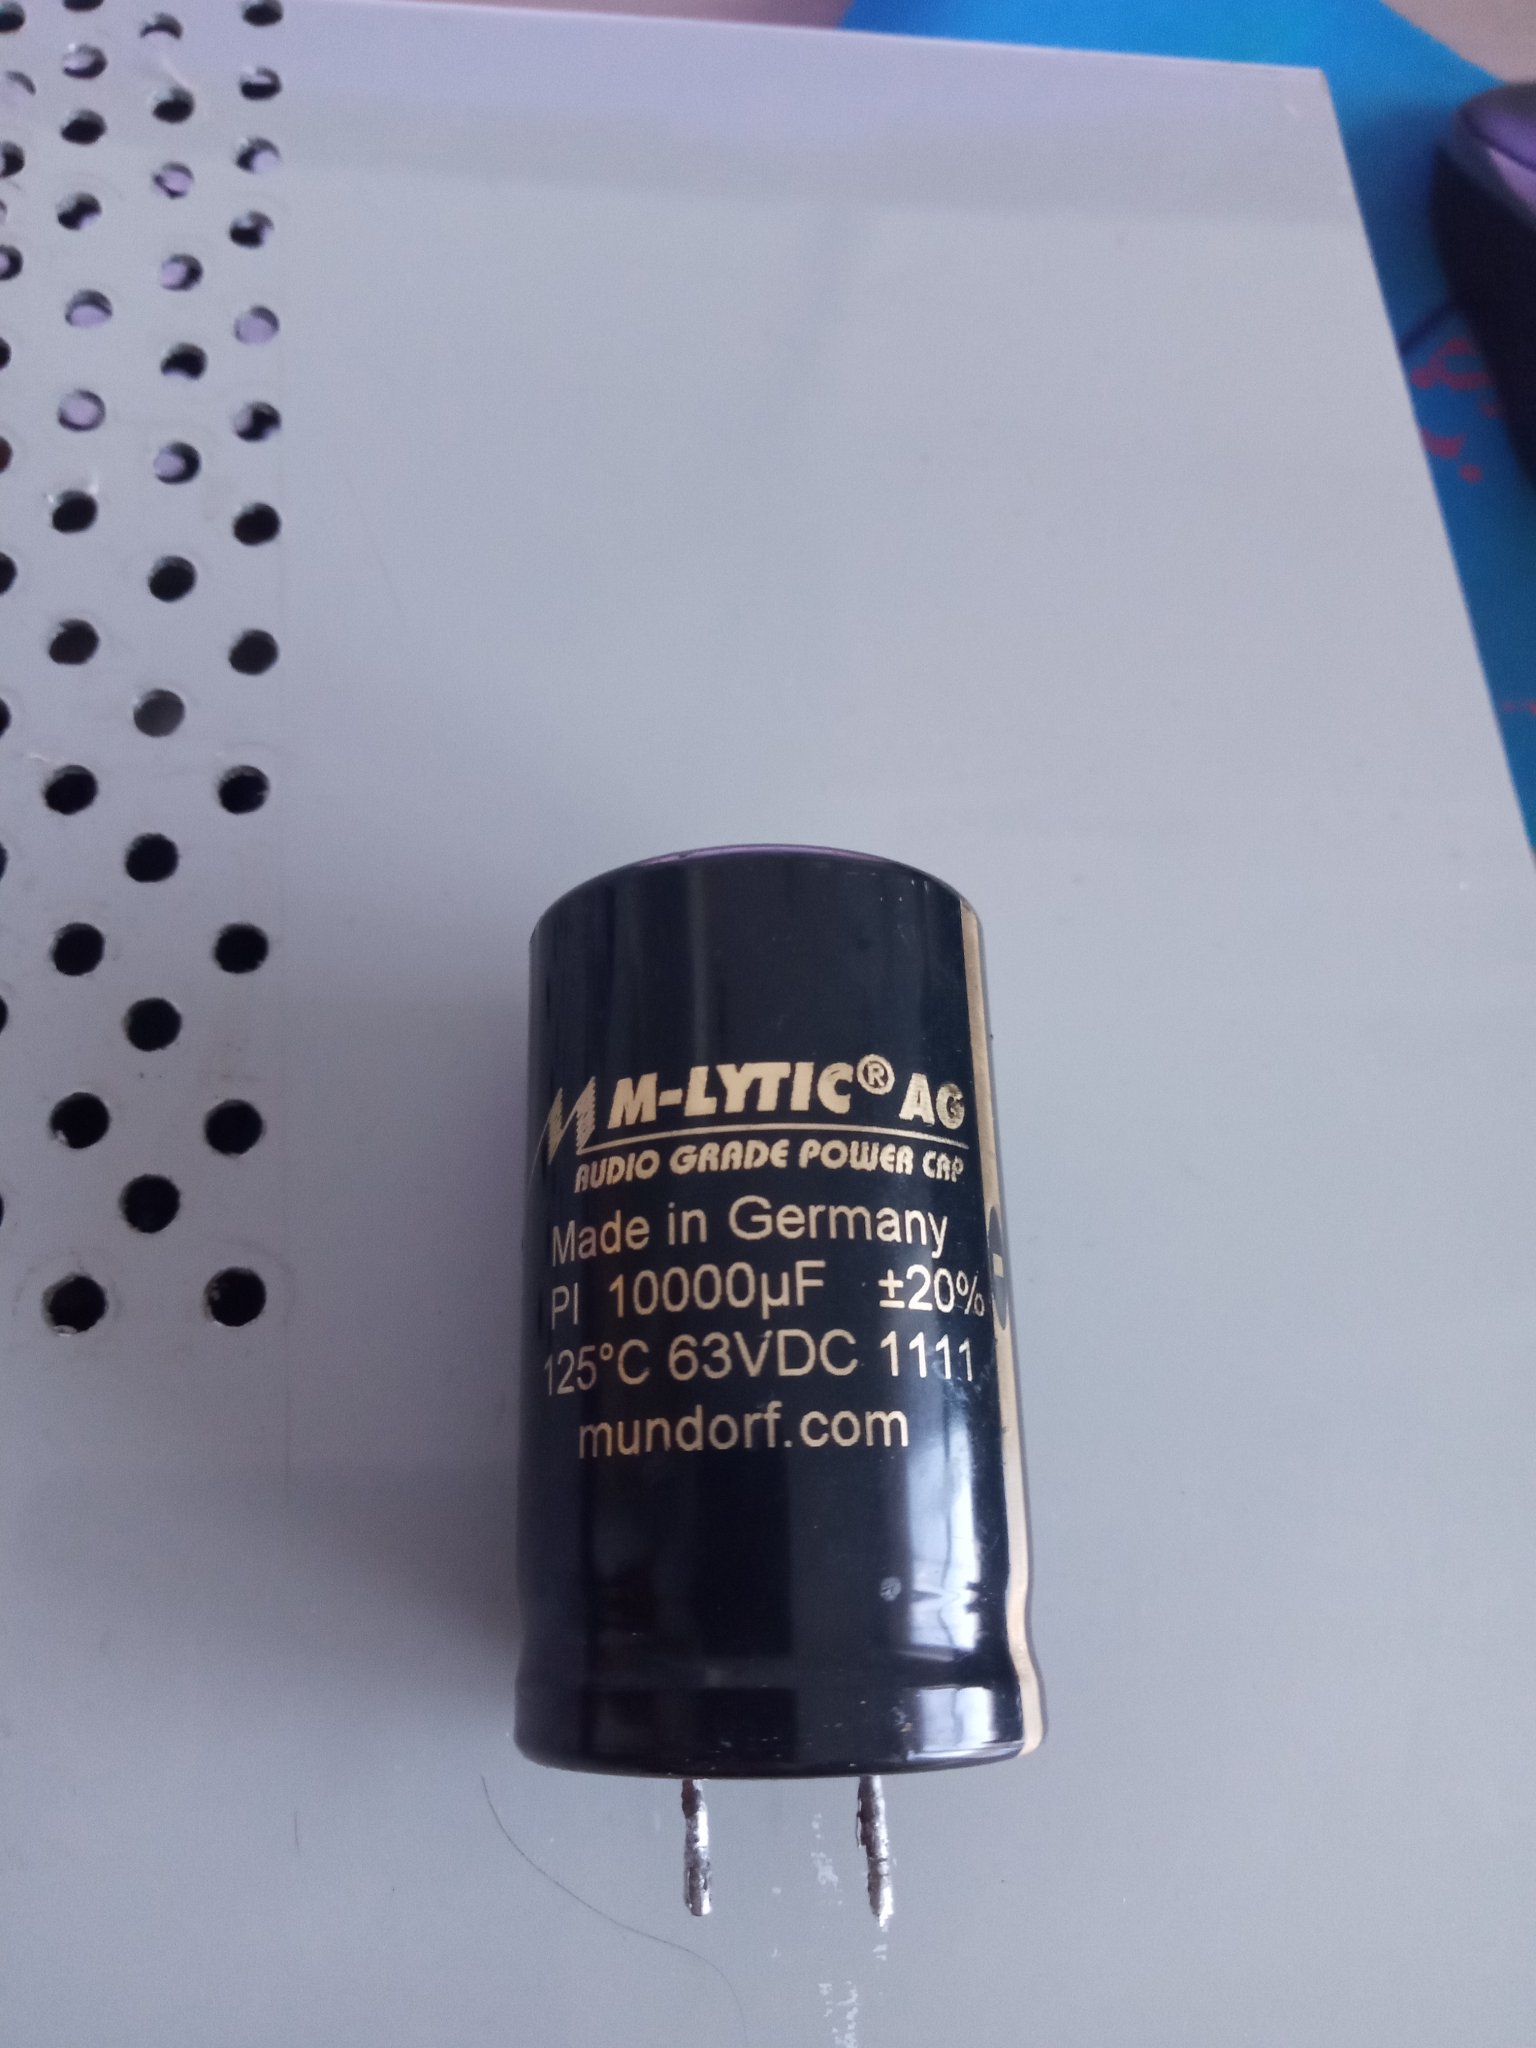 M-LYTIC® AG
AUDIO GRADE POWER CAP
Made in Germany
PI 10000µF ±20%
125°C 63VDC 1111
mundorf.com